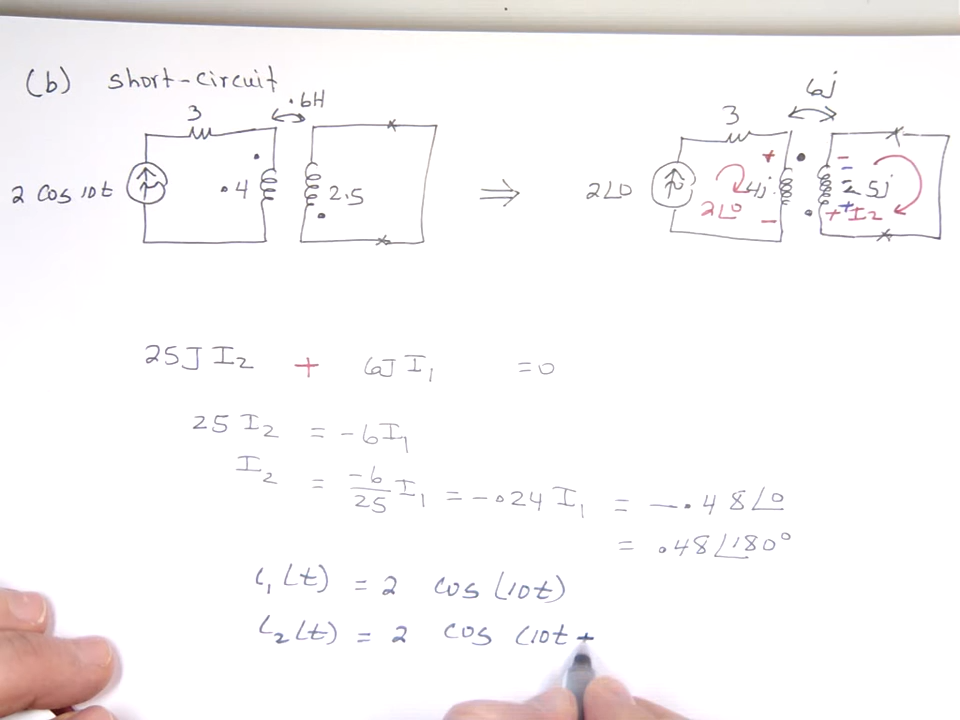 (b) short-circuit
.6H
3
2 cos 10t
.4
2.5
⇒
6j
3
2∠0
2∠0
+
4j
-
-
25j
+ + I2
25J I2 + 6J I1 = 0
25 I2 = -6I1
I2 = -6/25 I1 = -.024 I1 = -.48∠0
= .48∠180°
i1(t) = 2 cos (10t)
i2(t) = 2 cos (10t +